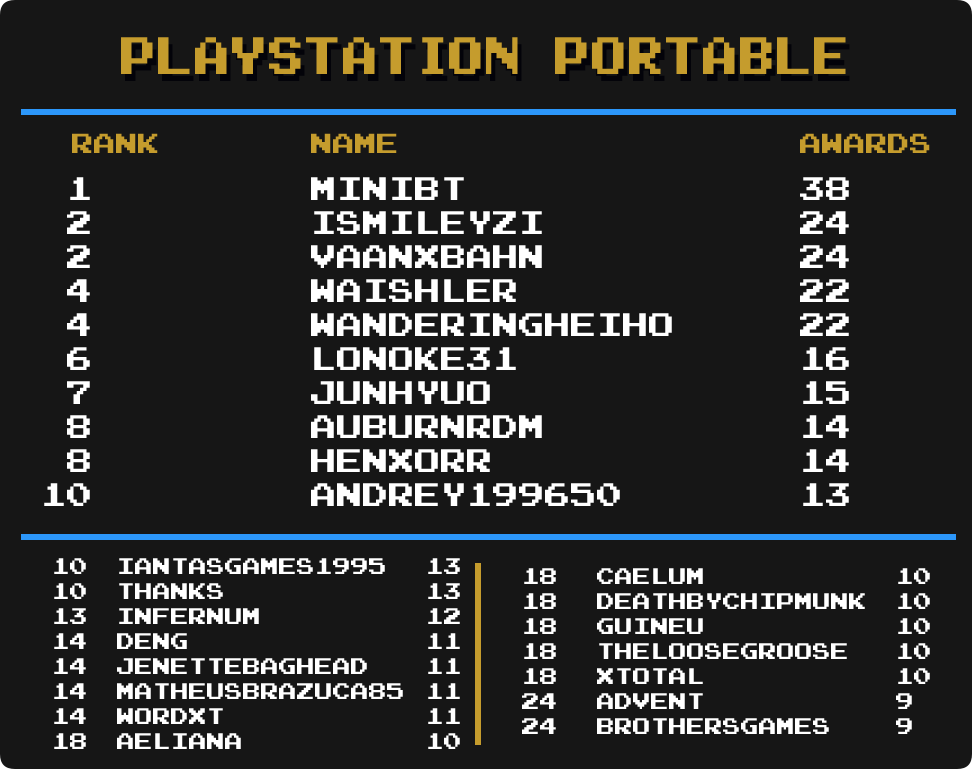 PLAYSTATION PORTABLE
RANK NAME AWARDS
1 MINIBT 38
2 ISMILEYZI 24
2 VAANXBAHN 24
4 WAISHLER 22
4 WANDERINGHEIHO 22
6 LONOKE31 16
7 JUNHYUO 15
8 AUBURNRDM 14
8 HENXORR 14
10 ANDREY199650 13
10 IANTASGAMES1995 13
10 THANKS 13
13 INFERNUM 12
14 DENG 11
14 JENETTEBAGHEAD 11
14 MATHEUSBRAZUCA85 11
14 WORDXT 11
18 AELIANA 10
18 CAELUM 10
18 DEATHBYCHIPMUNK 10
18 GUINEU 10
18 THELOOSEGROOSE 10
18 XTOTAL 10
24 ADVENT 9
24 BROTHERSGAMES 9